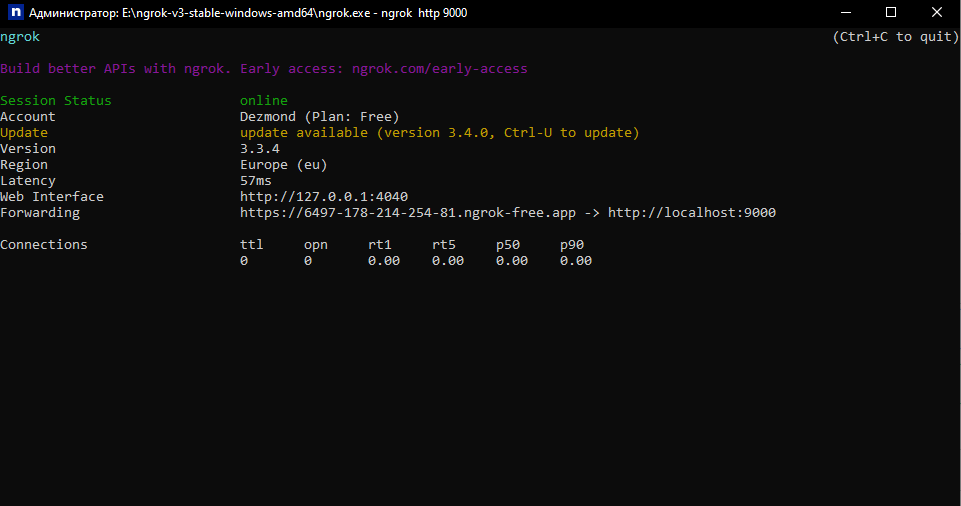 n Администратор: E:\ngrok-v3-stable-windows-amd64\ngrok.exe - ngrok http 9000
ngrok (Ctrl+C to quit)
Build better APIs with ngrok. Early access: ngrok.com/early-access
Session Status online
Account Dezmond (Plan: Free)
Update update available (version 3.4.0, Ctrl-U to update)
Version 3.3.4
Region Europe (eu)
Latency 57ms
Web Interface http://127.0.0.1:4040
Forwarding https://6497-178-214-254-81.ngrok-free.app -> http://localhost:9000
Connections ttl opn rt1 rt5 p50 p90
0 0 0.00 0.00 0.00 0.00